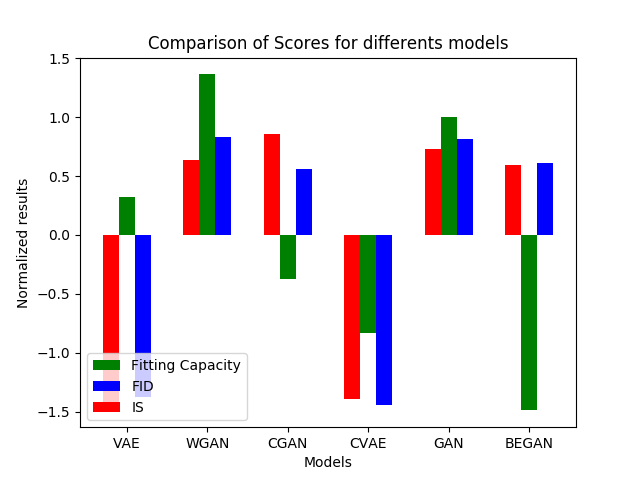 Comparison of Scores for differents models
1.5
1.0
0.5
0.0
−0.5
−1.0
−1.5
Normalized results
Fitting Capacity
FID
IS
VAE WGAN CGAN CVAE GAN BEGAN
Models